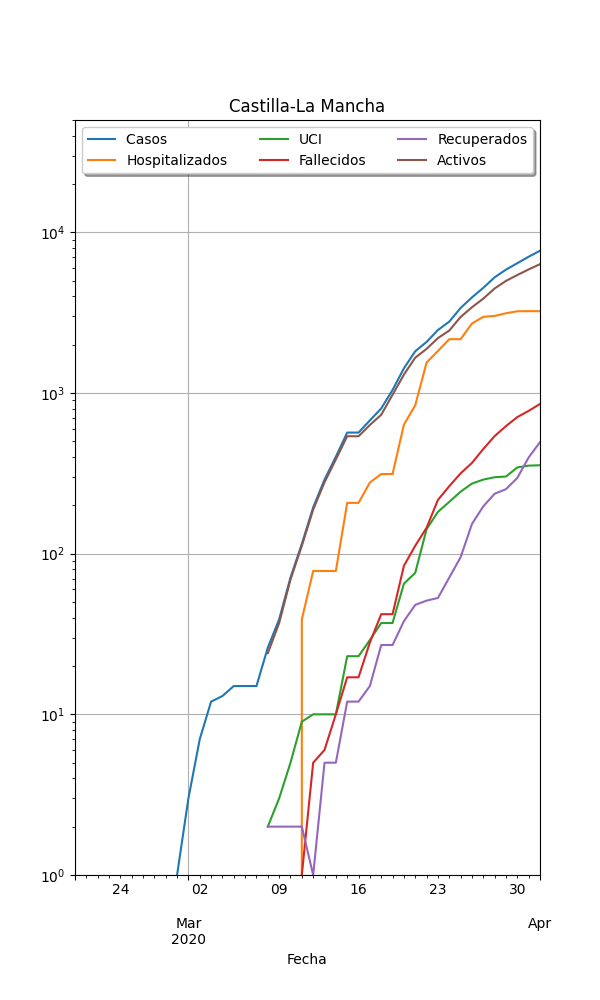 Castilla-La Mancha
Casos UCI Recuperados
Hospitalizados Fallecidos Activos
10^4
10^3
10^2
10^1
10^0
24 02 09 16 23 30
Mar Apr
2020
Fecha